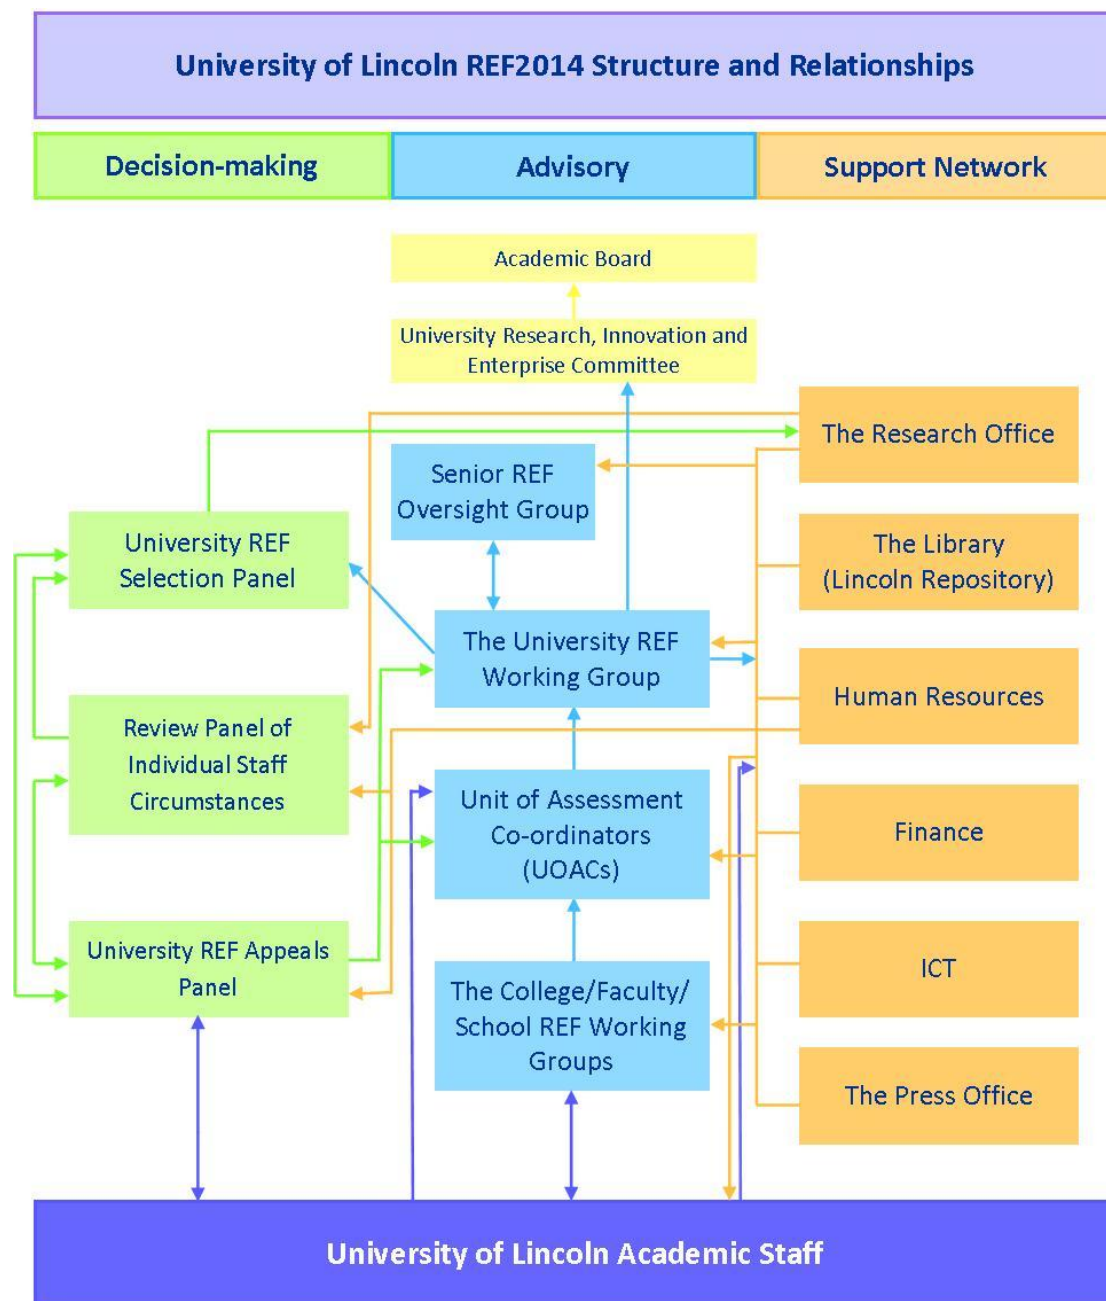 University of Lincoln REF2014 Structure and Relationships
Decision-making
Advisory
Support Network
Academic Board
University Research, Innovation and
Enterprise Committee
The Research Office
Senior REF
Oversight Group
University REF
Selection Panel
The Library
(Lincoln Repository)
The University REF
Working Group
Human Resources
Review Panel of
Individual Staff
Circumstances
Unit of Assessment
Co-ordinators
(UOACs)
Finance
University REF Appeals
Panel
The College/Faculty/
School REF Working
Groups
ICT
The Press Office
University of Lincoln Academic Staff